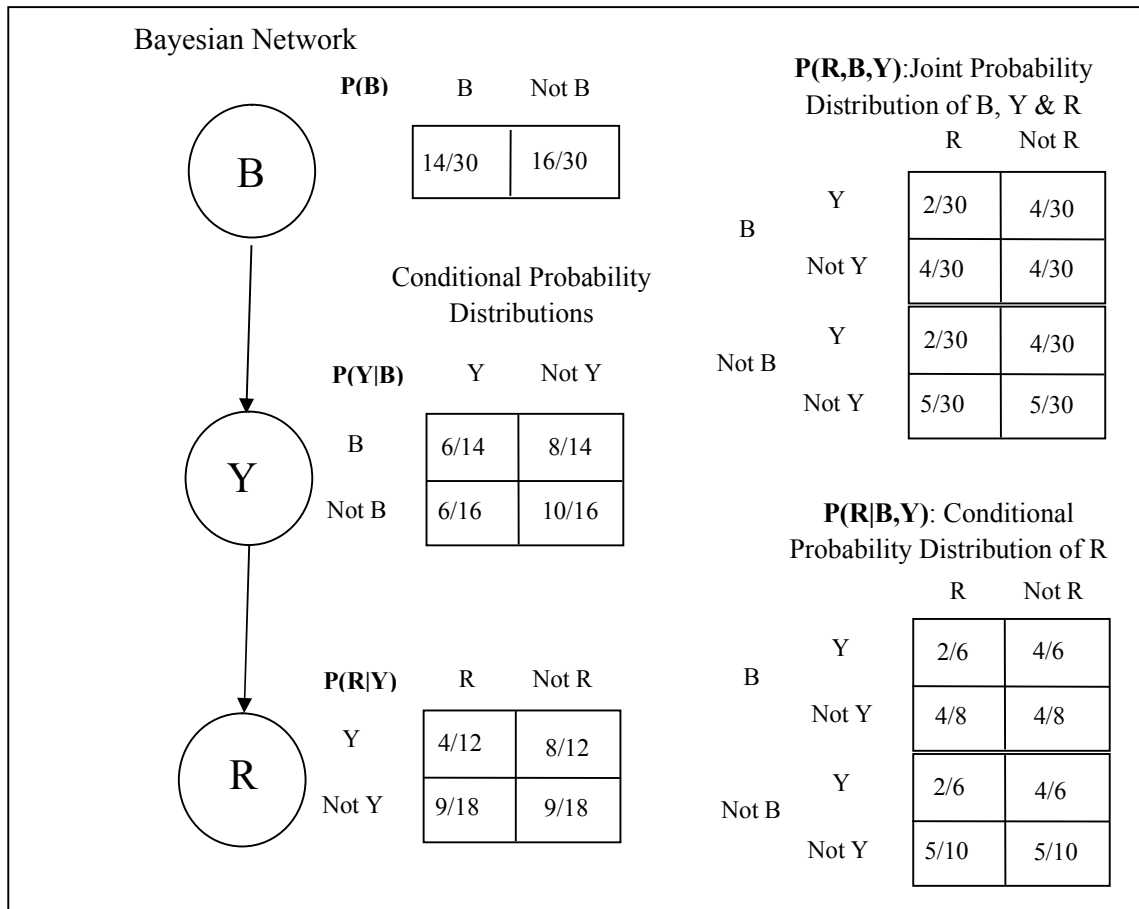 Bayesian Network
P(B) B Not B
14/30 16/30
B
Conditional Probability
Distributions
P(Y|B) Y Not Y
B 6/14 8/14
Not B 6/16 10/16
Y
P(R|Y) R Not R
Y 4/12 8/12
Not Y 9/18 9/18
R
P(R,B,Y):Joint Probability
Distribution of B, Y & R
R Not R
B
Y 2/30 4/30
Not Y 4/30 4/30
Not B
Y 2/30 4/30
Not Y 5/30 5/30
P(R|B,Y): Conditional
Probability Distribution of R
R Not R
B
Y 2/6 4/6
Not Y 4/8 4/8
Not B
Y 2/6 4/6
Not Y 5/10 5/10